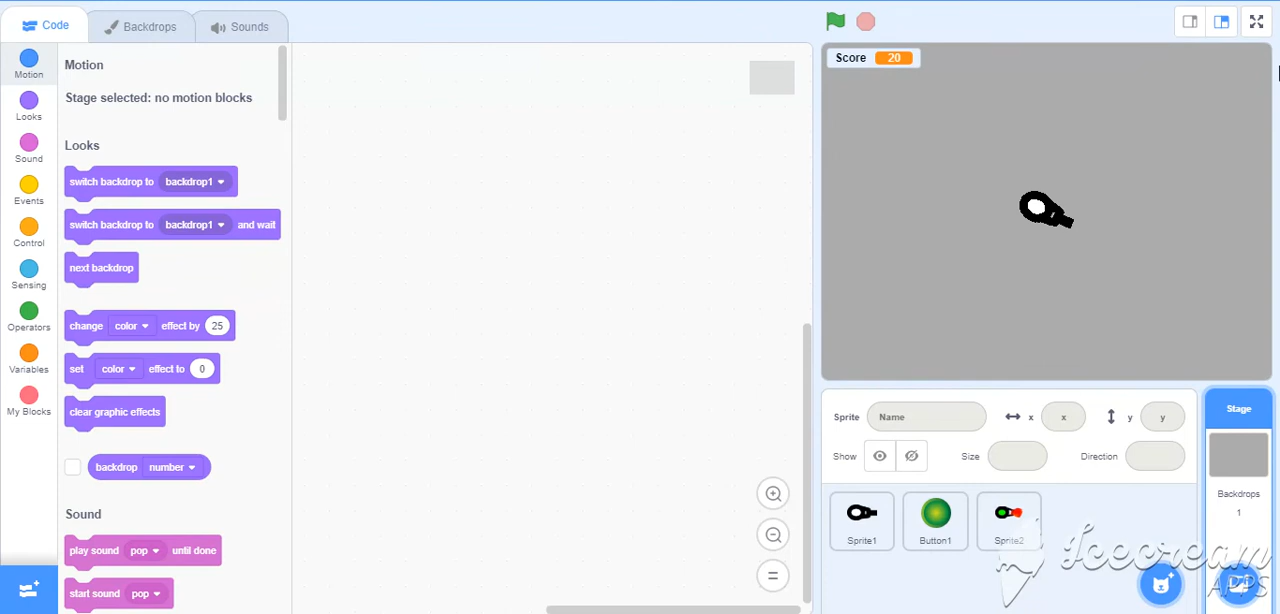 Code Backdrops Sounds
Score 20
Motion
Motion
Stage selected: no motion blocks
Looks
Sound
Events
Control
Sensing
Operators
Variables
My Blocks
Looks
switch backdrop to backdrop1
switch backdrop to backdrop1 and wait
next backdrop
change color effect by 25
set color effect to 0
clear graphic effects
backdrop number
Sound
play sound pop until done
start sound pop
Sprite Name x x y y
Show Size Direction
Sprite1 Button1 Sprite2
Stage
Backdrops
1
Icecream
APPS